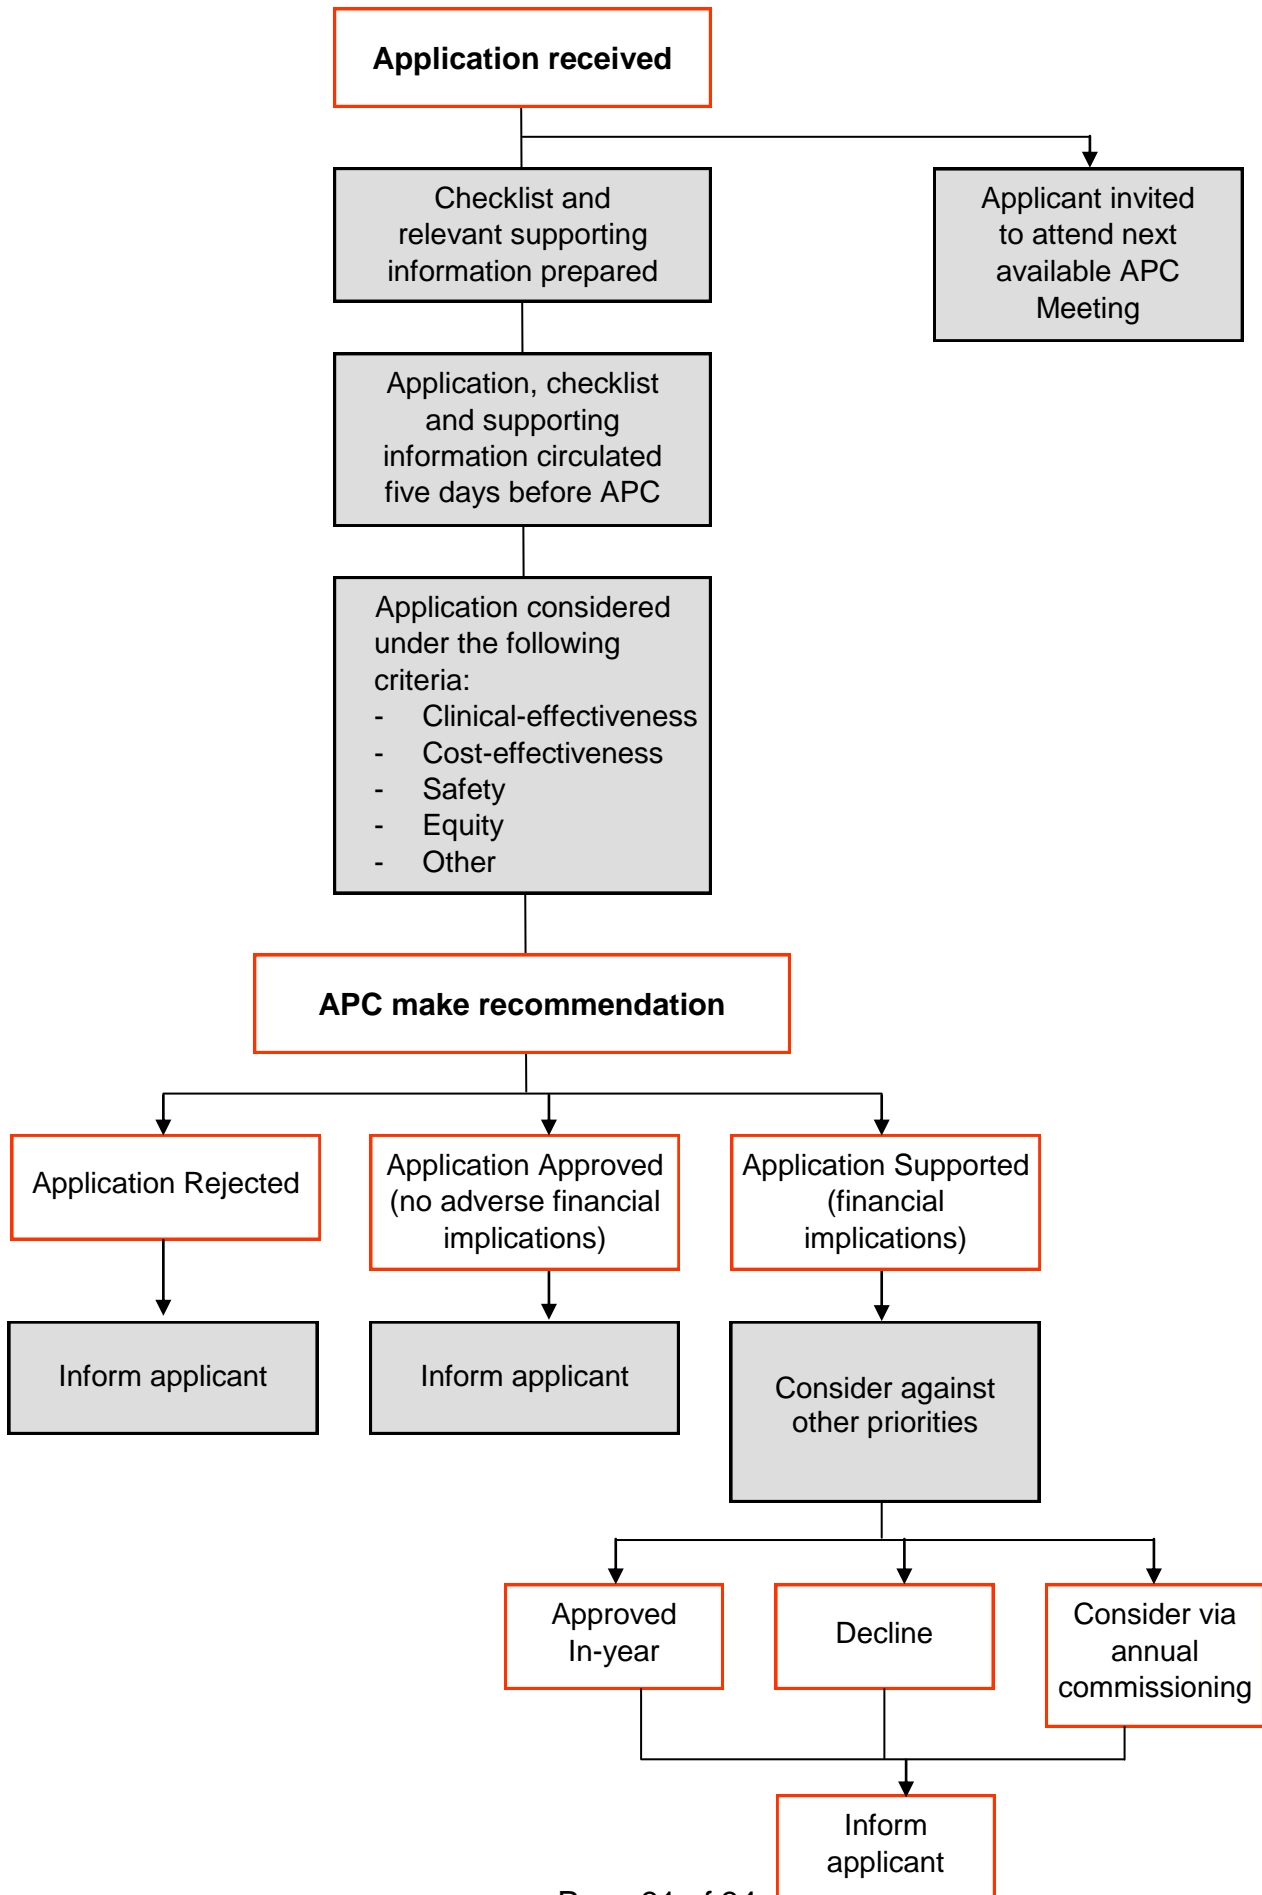 Application received
Checklist and
relevant supporting
information prepared
Applicant invited
to attend next
available APC
Meeting
Application, checklist
and supporting
information circulated
five days before APC
Application considered
under the following
criteria:
- Clinical-effectiveness
- Cost-effectiveness
- Safety
- Equity
- Other
APC make recommendation
Application Rejected
Application Approved
(no adverse financial
implications)
Application Supported
(financial
implications)
Inform applicant
Inform applicant
Consider against
other priorities
Approved
In-year
Decline
Consider via
annual
commissioning
Inform
applicant